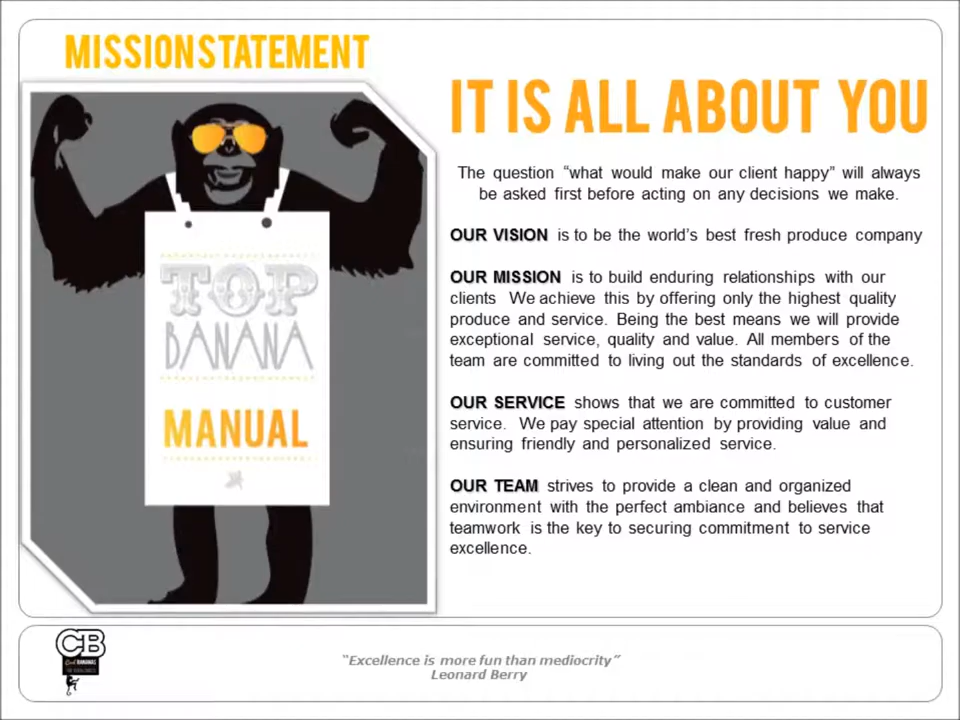 MISSION STATEMENT
IT IS ALL ABOUT YOU
The question “what would make our client happy” will always
be asked first before acting on any decisions we make.
OUR VISION is to be the world’s best fresh produce company
OUR MISSION is to build enduring relationships with our
clients We achieve this by offering only the highest quality
produce and service. Being the best means we will provide
exceptional service, quality and value. All members of the
team are committed to living out the standards of excellence.
OUR SERVICE shows that we are committed to customer
service. We pay special attention by providing value and
ensuring friendly and personalized service.
OUR TEAM strives to provide a clean and organized
environment with the perfect ambiance and believes that
teamwork is the key to securing commitment to service
excellence.
TOP
BANANA
MANUAL
CB
BANANAS
“Excellence is more fun than mediocrity”
Leonard Berry